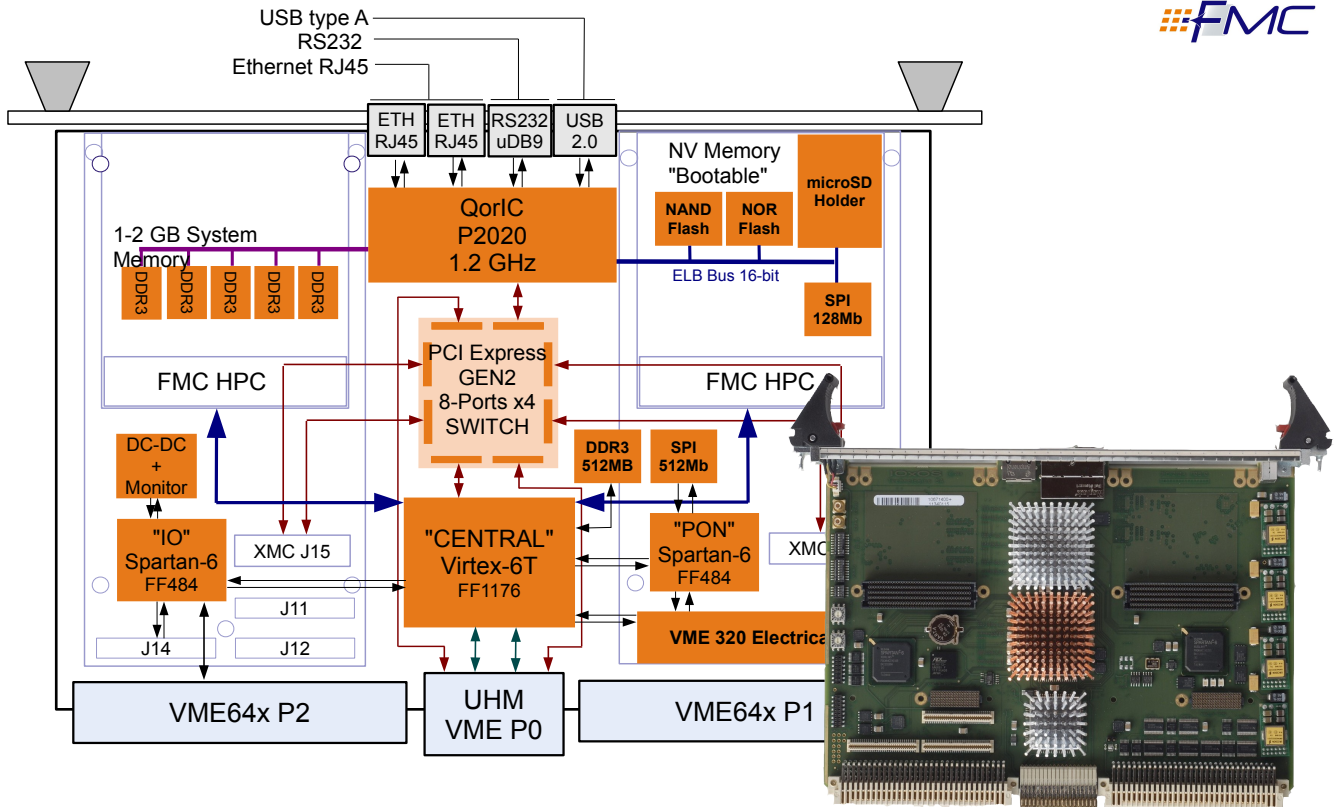 FMC
USB type A
RS232
Ethernet RJ45
ETH
RJ45
ETH
RJ45
RS232
uDB9
USB
2.0
QorIC
P2020
1.2 GHz
NV Memory
"Bootable"
microSD
Holder
NAND
Flash
NOR
Flash
1-2 GB System
Memory
DDR3
DDR3
DDR3
DDR3
DDR3
ELB Bus 16-bit
SPI
128Mb
PCI Express
GEN2
8-Ports x4
SWITCH
FMC HPC
FMC HPC
DC-DC
+
Monitor
DDR3
512MB
SPI
512Mb
"IO"
Spartan-6
FF484
XMC J15
"CENTRAL"
Virtex-6T
FF1176
"PON"
Spartan-6
FF484
XMC
J11
J14
J12
VME 320 Electrica
VME64x P2
UHM
VME P0
VME64x P1